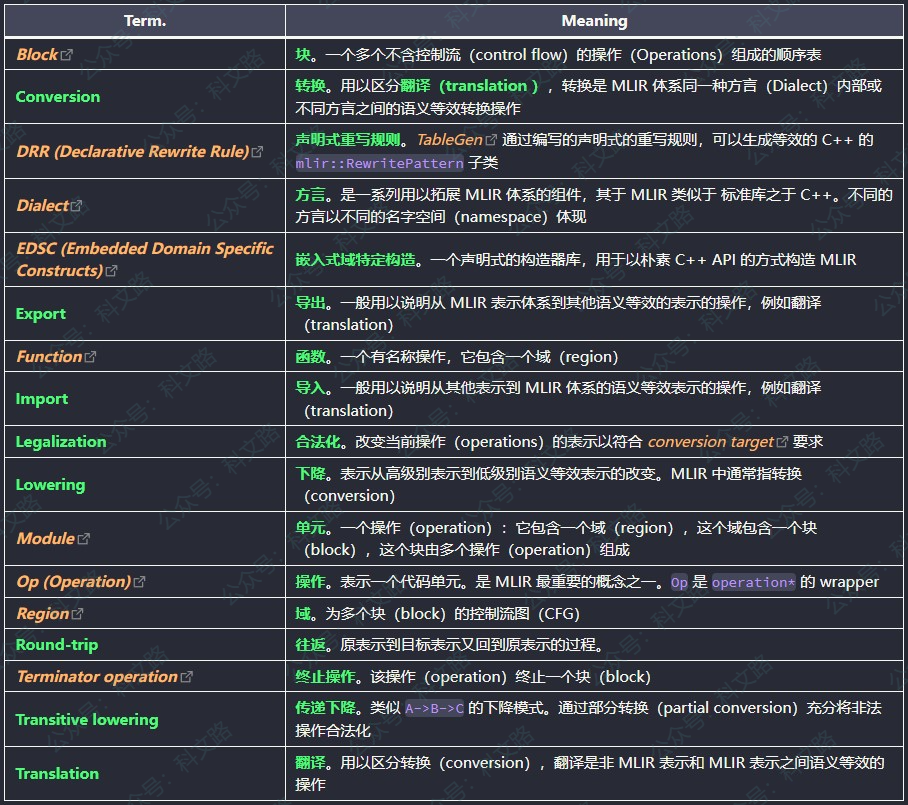 Term. Meaning
Block 块。一个多个不含控制流（control flow）的操作（Operations）组成的顺序表
Conversion 转换。用以区分翻译（translation ），转换是 MLIR 体系同一种方言（Dialect）内部或
不同方言之间的语义等效转换操作
DRR (Declarative Rewrite Rule) 声明式重写规则。TableGen 通过编写的声明式的重写规则，可以生成等效的 C++ 的
mlir::RewritePattern 子类
Dialect 方言。是一系列用以拓展 MLIR 体系的组件，其于 MLIR 类似于 标准库之于 C++。不同的
方言以不同的名字空间（namespace）体现
EDSC (Embedded Domain Specific
Constructs) 嵌入式域特定构造。一个声明式的构造器库，用于以朴素 C++ API 的方式构造 MLIR
Export 导出。一般用以说明从 MLIR 表示体系到其他语义等效的表示的操作，例如翻译
（translation）
Function 函数。一个有名称操作，它包含一个域（region）
Import 导入。一般用以说明从其他表示到 MLIR 体系的语义等效表示的操作，例如翻译
（translation）
Legalization 合法化。改变当前操作（operations）的表示以符合 conversion target 要求
Lowering 下降。表示从高级别表示到低级别语义等效表示的改变。MLIR 中通常指转换
（conversion）
Module 单元。一个操作（operation）：它包含一个域（region），这个域包含一个块
（block），这个块由多个操作（operation）组成
Op (Operation) 操作。表示一个代码单元。是 MLIR 最重要的概念之一。Op 是 operation* 的 wrapper
Region 域。为多个块（block）的控制流图（CFG）
Round-trip 往返。原表示到目标表示又回到原表示的过程。
Terminator operation 终止操作。该操作（operation）终止一个块（block）
Transitive lowering 传递下降。类似 A->B->C 的下降模式。通过部分转换（partial conversion）充分将非法
操作合法化
Translation 翻译。用以区分转换（conversion），翻译是非 MLIR 表示和 MLIR 表示之间语义等效的
操作
公众号：科文路